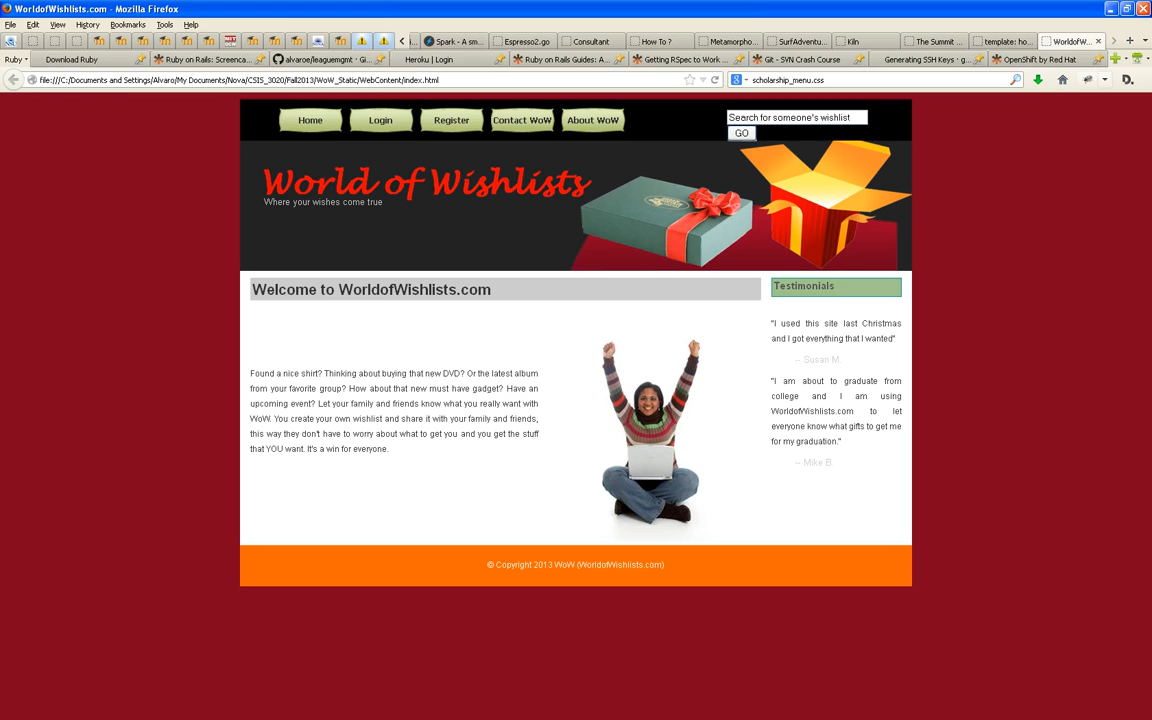 WorldofWishlists.com - Mozilla Firefox
File Edit View History Bookmarks Tools Help
Spark - A sm... Espresso2.go Consultant How To ? Metamorpho... SurfAdventu... Kiln The Summit ... template: ho... WorldofW...
Ruby Download Ruby Ruby on Rails: Screenca... alvaroe/leaguemgmt · Gi... Heroku | Login Ruby on Rails Guides: A... Getting RSpec to Work ... Git - SVN Crash Course Generating SSH Keys · g... OpenShift by Red Hat
file:///C:/Documents and Settings/Alvaro/My Documents/Nova/CSIS_3020/Fall2013/WoW_Static/WebContent/index.html
scholarship_menu.css
D.
Home Login Register Contact WoW About WoW
Search for someone's wishlist
GO
World of Wishlists
Where your wishes come true
Welcome to WorldofWishlists.com
Found a nice shirt? Thinking about buying that new DVD? Or the latest album
from your favorite group? How about that new must have gadget? Have an
upcoming event? Let your family and friends know what you really want with
WoW. You create your own wishlist and share it with your family and friends,
this way they don't have to worry about what to get you and you get the stuff
that YOU want. It's a win for everyone.
Testimonials
"I used this site last Christmas
and I got everything that I wanted"
-- Susan M.
"I am about to graduate from
college and I am using
WorldofWishlists.com to let
everyone know what gifts to get me
for my graduation."
-- Mike B.
© Copyright 2013 WoW (WorldofWishlists.com)